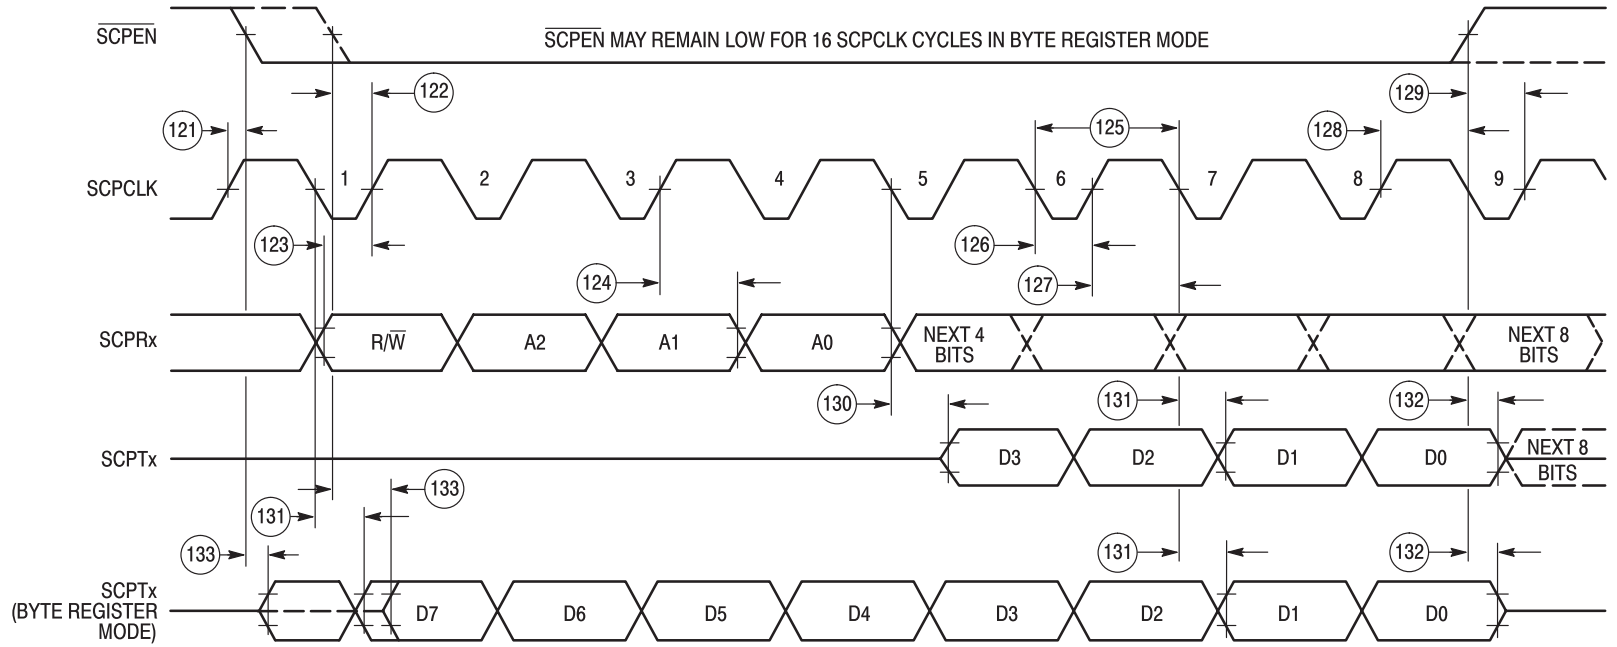 SCPEN
SCPEN MAY REMAIN LOW FOR 16 SCPCLK CYCLES IN BYTE REGISTER MODE
122
129
121
125
128
SCPCLK
1 2 3 4 5 6 7 8 9
123
126
124
127
SCPRx
R/W A2 A1 A0
NEXT 4
BITS
NEXT 8
BITS
130
131
132
SCPTx
D3 D2 D1 D0
NEXT 8
BITS
133
131
133
131
132
SCPTx
(BYTE REGISTER
MODE)
D7 D6 D5 D4 D3 D2 D1 D0